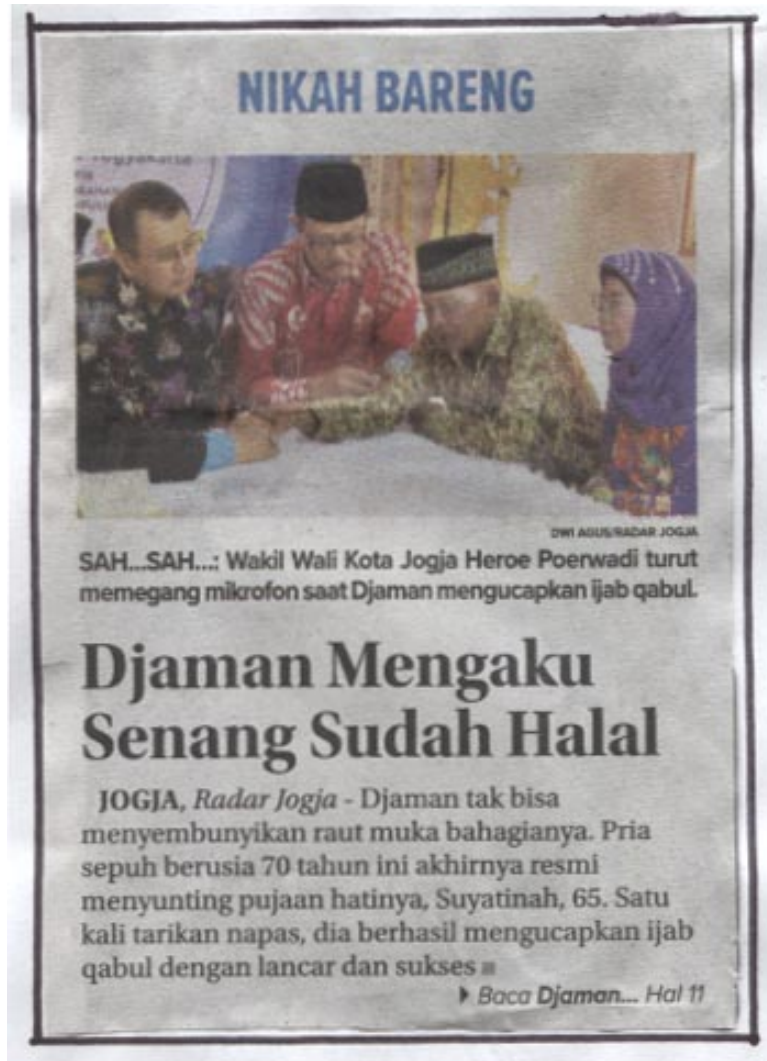 NIKAH BARENG
Yogyakarta
DWI AGUS/RADAR JOGJA
SAH...SAH...: Wakil Wali Kota Jogja Heroe Poerwadi turut
memegang mikrofon saat Djaman mengucapkan ijab qabul.
Djaman Mengaku
Senang Sudah Halal
JOGJA, Radar Jogja - Djaman tak bisa
menyembunyikan raut muka bahagianya. Pria
sepuh berusia 70 tahun ini akhirnya resmi
menyunting pujaan hatinya, Suyatinah, 65. Satu
kali tarikan napas, dia berhasil mengucapkan ijab
qabul dengan lancar dan sukses
Baca Djaman... Hal 11